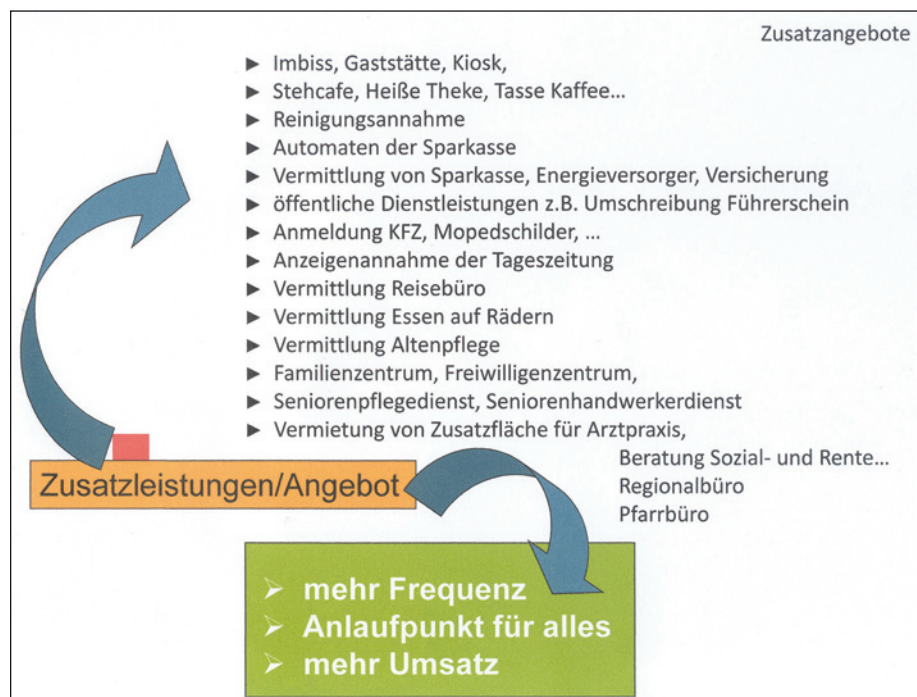 Zusatzangebote
► Imbiss, Gaststätte, Kiosk,
► Stehcafe, Heiße Theke, Tasse Kaffee…
► Reinigungsannahme
► Automaten der Sparkasse
► Vermittlung von Sparkasse, Energieversorger, Versicherung
► öffentliche Dienstleistungen z.B. Umschreibung Führerschein
► Anmeldung KFZ, Mopedschilder, …
► Anzeigenannahme der Tageszeitung
► Vermittlung Reisebüro
► Vermittlung Essen auf Rädern
► Vermittlung Altenpflege
► Familienzentrum, Freiwilligenzentrum,
► Seniorenpflegedienst, Seniorenhandwerkerdienst
► Vermietung von Zusatzfläche für Arztpraxis,
Beratung Sozial- und Rente…
Regionalbüro
Pfarrbüro
Zusatzleistungen/Angebot
➢ mehr Frequenz
➢ Anlaufpunkt für alles
➢ mehr Umsatz